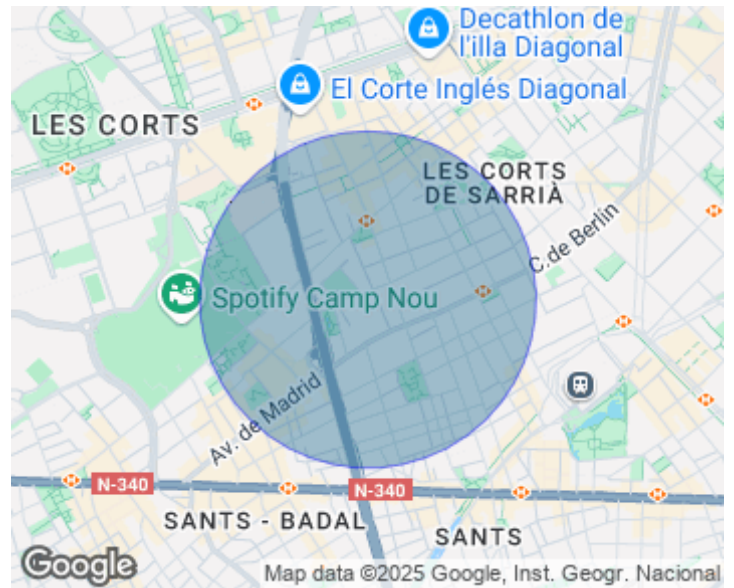 Decathlon de
l'illa Diagonal
El Corte Inglés Diagonal
LES CORTS
LES CORTS
DE SARRIÀ
C. de Berlin
Spotify Camp Nou
Av. de Madrid
N-340
N-340
SANTS - BADAL
SANTS
Google
Map data ©2025 Google, Inst. Geogr. Nacional